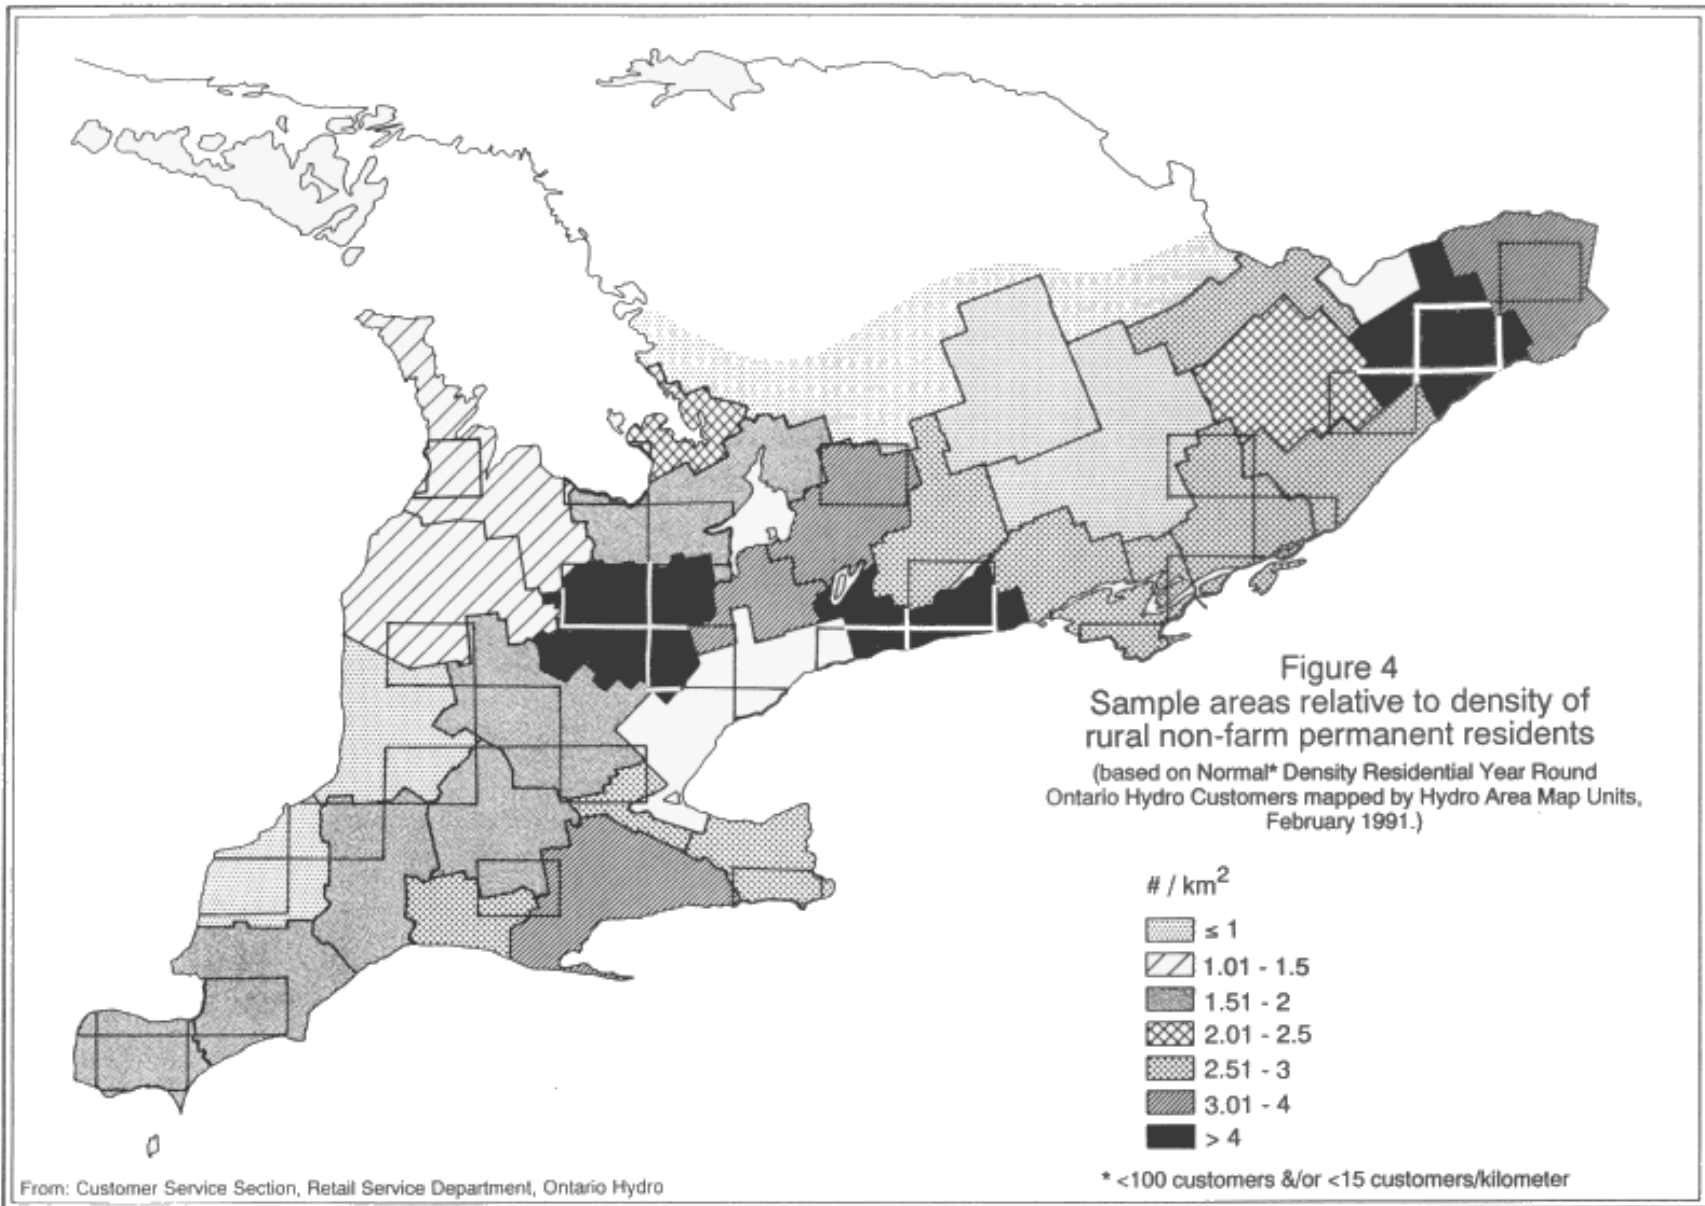 Figure 4
Sample areas relative to density of
rural non-farm permanent residents
(based on Normal* Density Residential Year Round
Ontario Hydro Customers mapped by Hydro Area Map Units,
February 1991.)
# / km²
≤ 1
1.01 - 1.5
1.51 - 2
2.01 - 2.5
2.51 - 3
3.01 - 4
> 4
* <100 customers &/or <15 customers/kilometer
From: Customer Service Section, Retail Service Department, Ontario Hydro